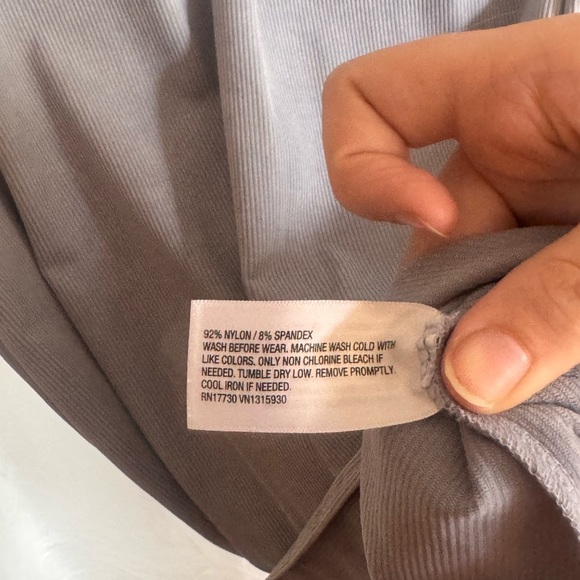 92% NYLON / 8% SPANDEX
WASH BEFORE WEAR. MACHINE WASH COLD WITH
LIKE COLORS. ONLY NON CHLORINE BLEACH IF
NEEDED. TUMBLE DRY LOW. REMOVE PROMPTLY.
COOL IRON IF NEEDED.
RN17730 VN1315930